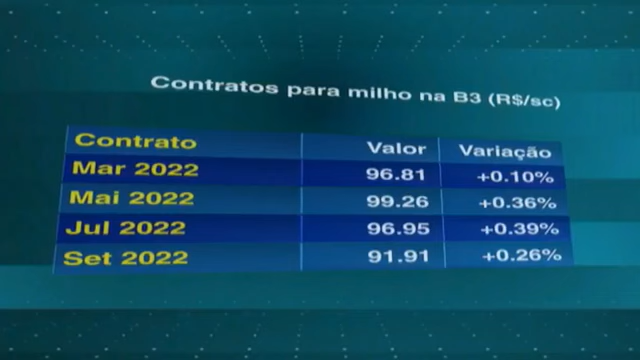 Contratos para milho na B3 (R$/sc)
Contrato Valor Variação
Mar 2022 96.81 +0.10%
Mai 2022 99.26 +0.36%
Jul 2022 96.95 +0.39%
Set 2022 91.91 +0.26%